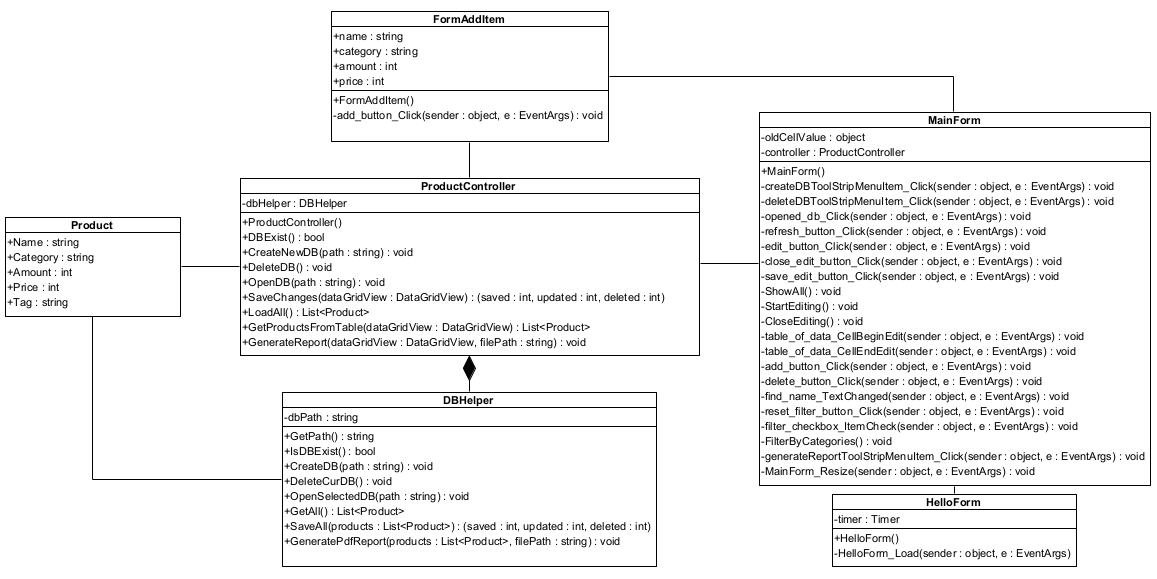 FormAddItem
+name : string
+category : string
+amount : int
+price : int
+FormAddItem()
-add_button_Click(sender : object, e : EventArgs) : void
MainForm
-oldCellValue : object
-controller : ProductController
+MainForm()
-createDBToolStripMenuItem_Click(sender : object, e : EventArgs) : void
-deleteDBToolStripMenuItem_Click(sender : object, e : EventArgs) : void
-opened_db_Click(sender : object, e : EventArgs) : void
-refresh_button_Click(sender : object, e : EventArgs) : void
-edit_button_Click(sender : object, e : EventArgs) : void
-close_edit_button_Click(sender : object, e : EventArgs) : void
-save_edit_button_Click(sender : object, e : EventArgs) : void
-ShowAll() : void
-StartEditing() : void
-CloseEditing() : void
-table_of_data_CellBeginEdit(sender : object, e : EventArgs) : void
-table_of_data_CellEndEdit(sender : object, e : EventArgs) : void
-add_button_Click(sender : object, e : EventArgs) : void
-delete_button_Click(sender : object, e : EventArgs) : void
-find_name_TextChanged(sender : object, e : EventArgs) : void
-reset_filter_button_Click(sender : object, e : EventArgs) : void
-filter_checkbox_ItemCheck(sender : object, e : EventArgs) : void
-FilterByCategories() : void
-generateReportToolStripMenuItem_Click(sender : object, e : EventArgs) : void
-MainForm_Resize(sender : object, e : EventArgs) : void
ProductController
-dbHelper : DBHelper
+ProductController()
+DBExist() : bool
+CreateNewDB(path : string) : void
+DeleteDB() : void
+OpenDB(path : string) : void
+SaveChanges(dataGridView : DataGridView) : (saved : int, updated : int, deleted : int)
+LoadAll() : List<Product>
+GetProductsFromTable(dataGridView : DataGridView) : List<Product>
+GenerateReport(dataGridView : DataGridView, filePath : string) : void
Product
+Name : string
+Category : string
+Amount : int
+Price : int
+Tag : string
DBHelper
-dbPath : string
+GetPath() : string
+IsDBExist() : bool
+CreateDB(path : string) : void
+DeleteCurDB() : void
+OpenSelectedDB(path : string) : void
+GetAll() : List<Product>
+SaveAll(products : List<Product>) : (saved : int, updated : int, deleted : int)
+GeneratePdfReport(products : List<Product>, filePath : string) : void
HelloForm
-timer : Timer
+HelloForm()
-HelloForm_Load(sender : object, e : EventArgs)